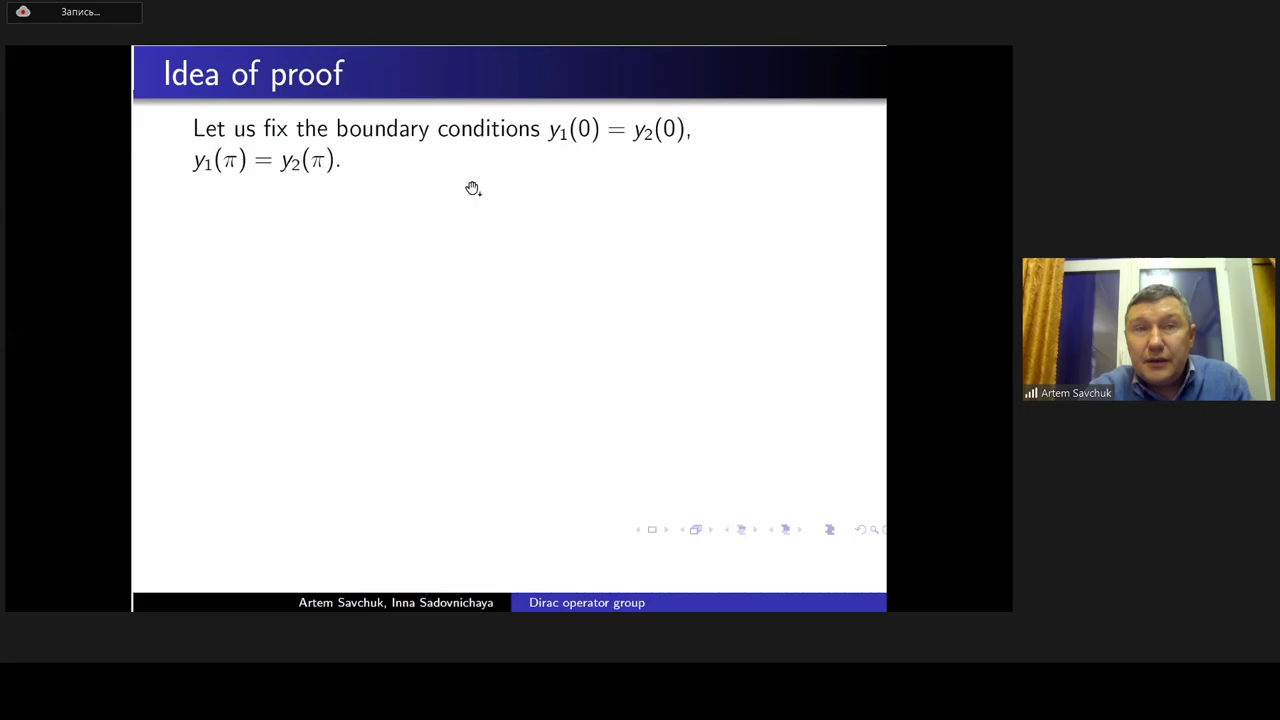 Запись...
Idea of proof
Let us fix the boundary conditions y₁(0) = y₂(0),
y₁(π) = y₂(π).
Artem Savchuk
Artem Savchuk, Inna Sadovnichaya
Dirac operator group